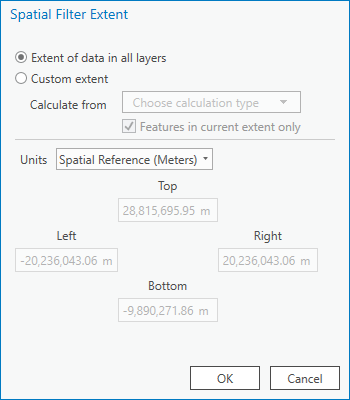 Spatial Filter Extent
Extent of data in all layers
Custom extent
Calculate from Choose calculation type
Features in current extent only
Units Spatial Reference (Meters)
Top
28,815,695.95 m
Left Right
-20,236,043.06 m 20,236,043.06 m
Bottom
-9,890,271.86 m
OK Cancel